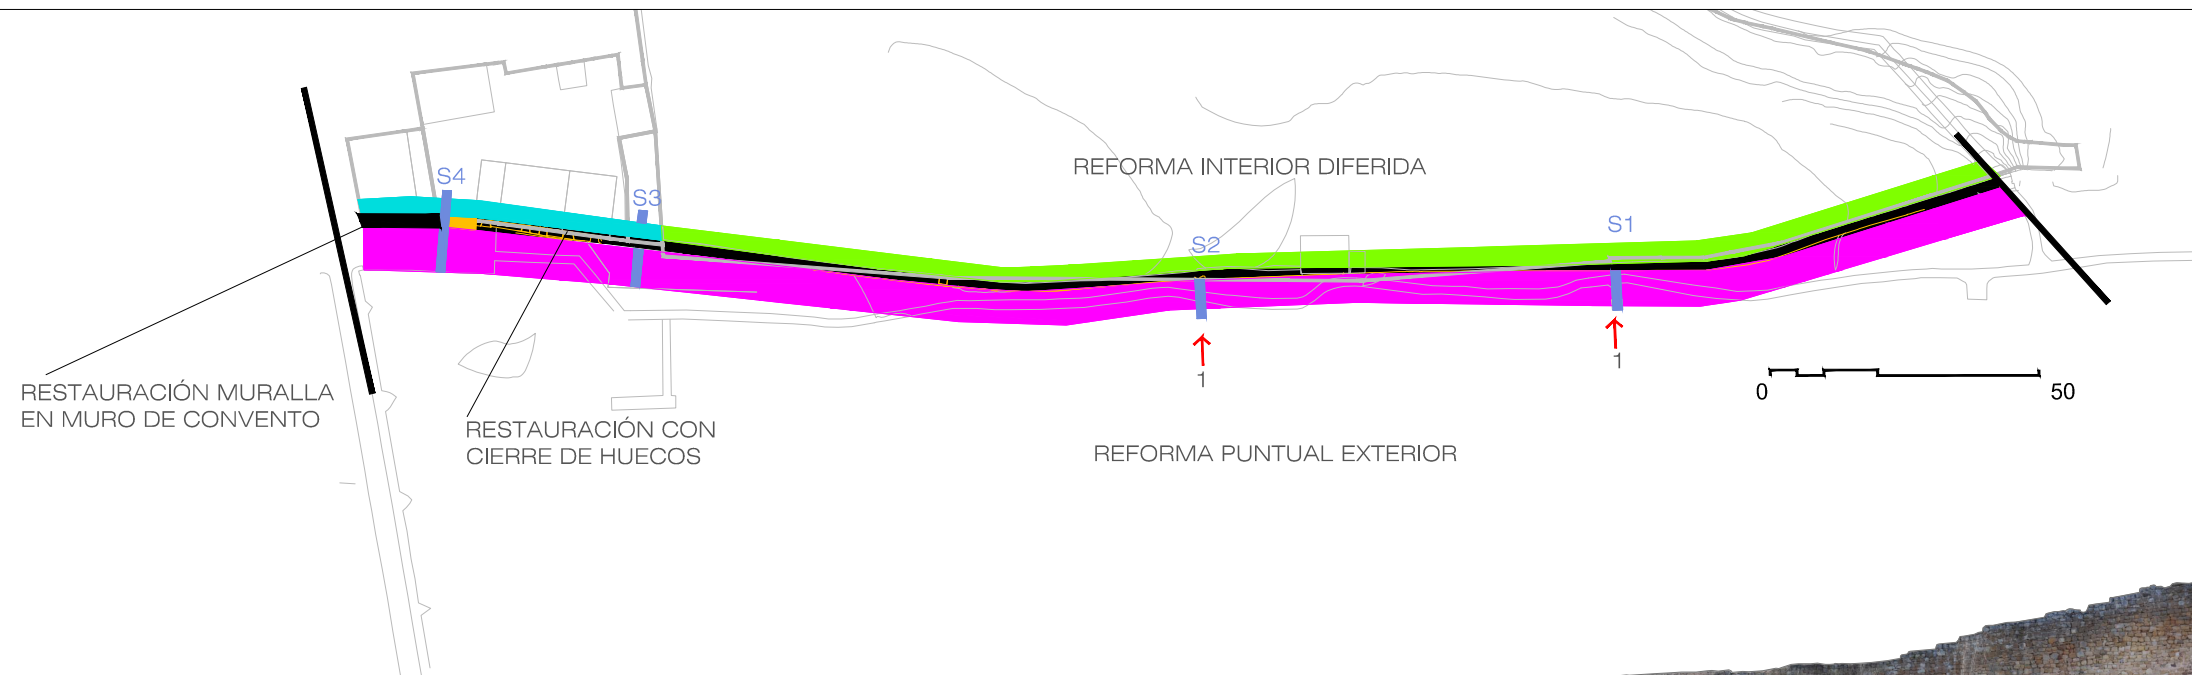 REFORMA INTERIOR DIFERIDA
S4
S3
S2
S1
1
1
0
50
RESTAURACIÓN MURALLA
EN MURO DE CONVENTO
RESTAURACIÓN CON
CIERRE DE HUECOS
REFORMA PUNTUAL EXTERIOR